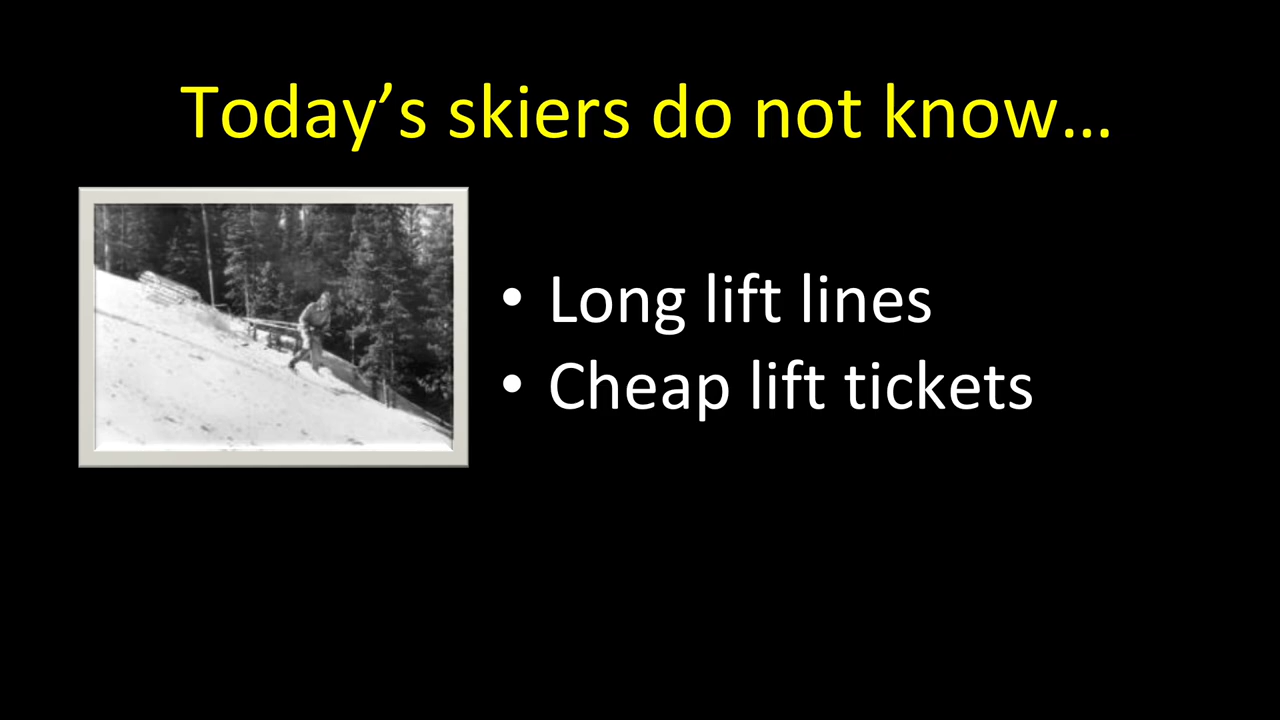 Today’s skiers do not know…
• Long lift lines
• Cheap lift tickets